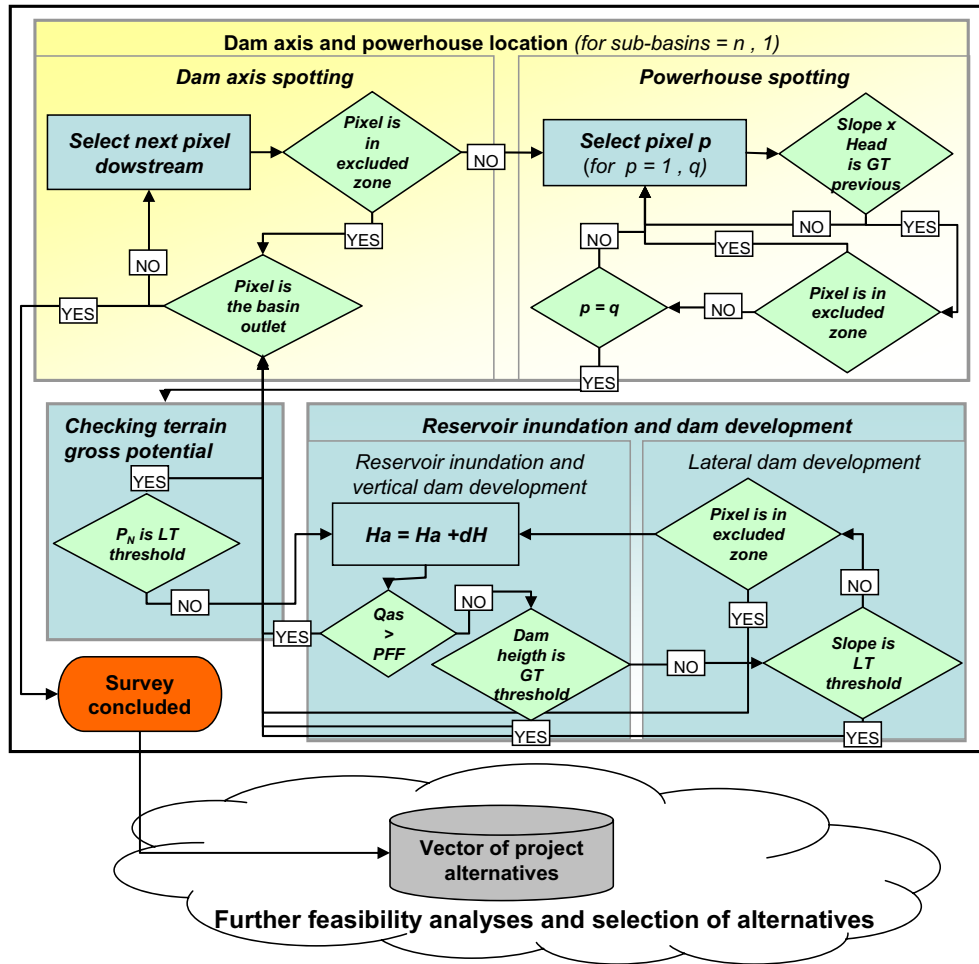 Dam axis and powerhouse location (for sub-basins = n , 1)
Dam axis spotting
Powerhouse spotting
Select next pixel
dowstream
Pixel is
in
excluded
zone
NO
Select pixel p
(for p = 1 , q)
Slope x
Head
is GT
previous
YES
NO
YES
NO
NO
YES
YES
Pixel is
the basin
outlet
p = q
NO
Pixel is in
excluded
zone
YES
Checking terrain
gross potential
YES
P_N is LT
threshold
NO
Reservoir inundation and dam development
Reservoir inundation and
vertical dam development
Lateral dam development
Ha = Ha +dH
Pixel is in
excluded
zone
NO
Qas
>
PFF
YES
NO
Dam
heigth is
GT
threshold
NO
YES
Slope is
LT
threshold
YES
YES
Survey
concluded
Vector of project
alternatives
Further feasibility analyses and selection of alternatives